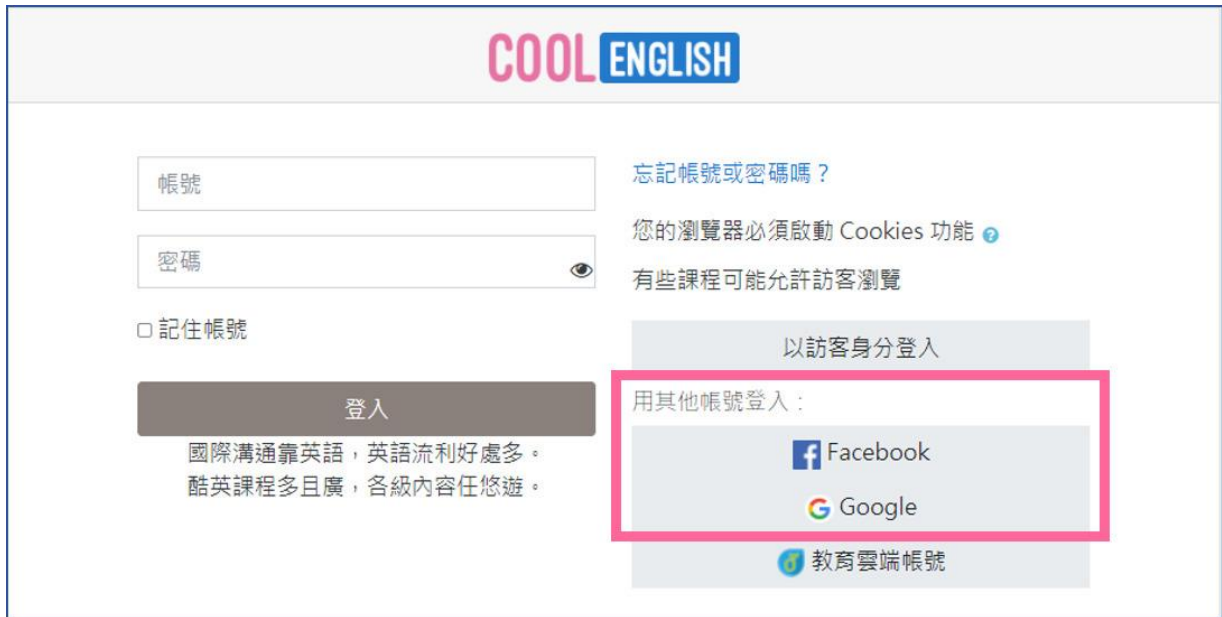 COOL ENGLISH
帳號
密碼
記住帳號
登入
國際溝通靠英語，英語流利好處多。
酷英課程多且廣，各級內容任悠遊。
忘記帳號或密碼嗎？
您的瀏覽器必須啟動 Cookies 功能
有些課程可能允許訪客瀏覽
以訪客身分登入
用其他帳號登入：
Facebook
Google
教育雲端帳號